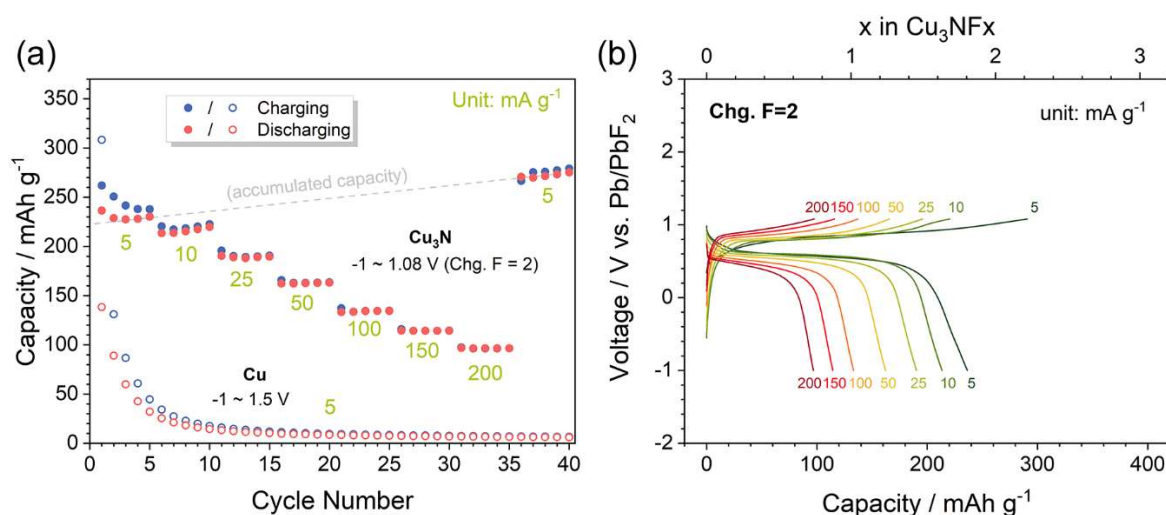 (a)
Capacity / mAh g⁻¹
350
300
250
200
150
100
50
0
/ Charging
/ Discharging
Unit: mA g⁻¹
(accumulated capacity)
5
10
25
50
100
150
200
5
Cu₃N
-1 ~ 1.08 V (Chg. F = 2)
Cu
-1 ~ 1.5 V
5
0 5 10 15 20 25 30 35 40
Cycle Number
(b)
x in Cu₃NFx
0 1 2 3
Voltage / V vs. Pb/PbF₂
3
2
1
0
-1
-2
Chg. F=2
unit: mA g⁻¹
200 150 100 50 25 10 5
200 150 100 50 25 10 5
0 100 200 300 400
Capacity / mAh g⁻¹